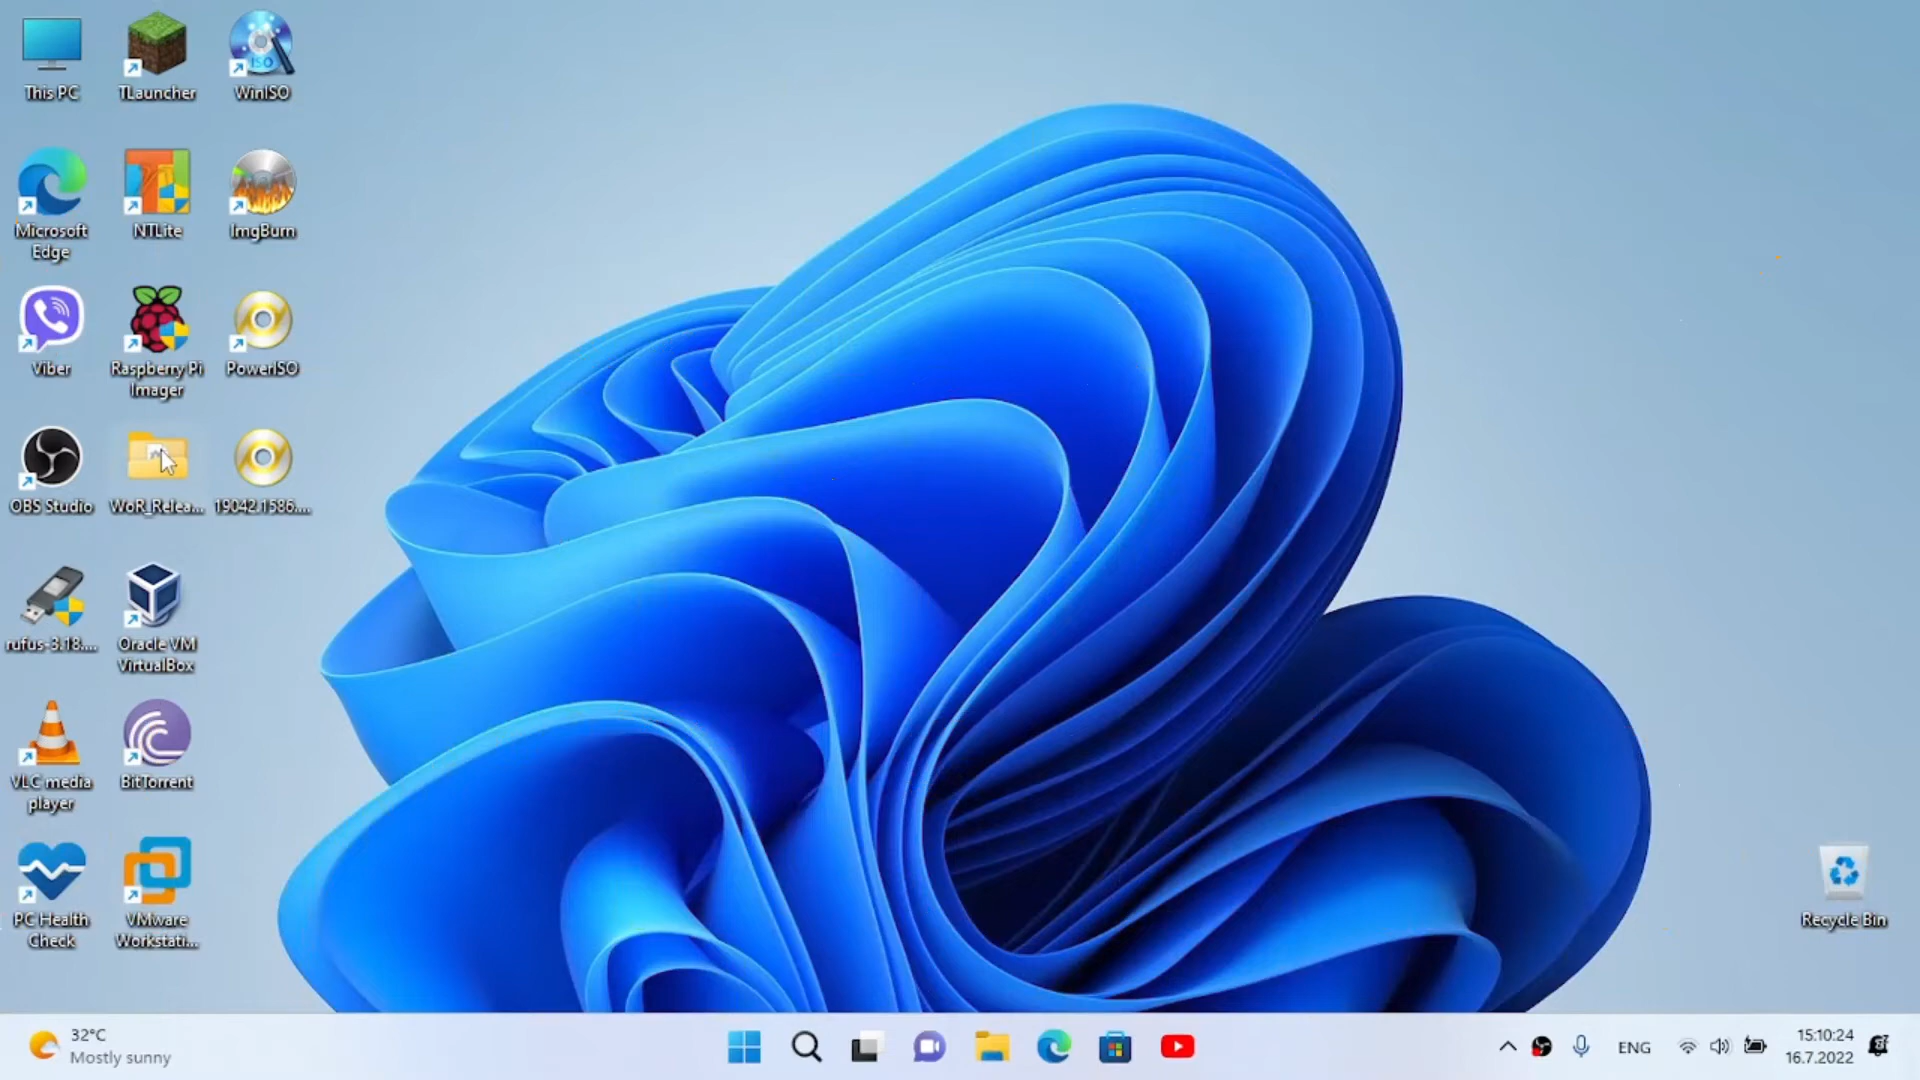 This PC
TLauncher
WinISO
ISO
Microsoft
Edge
NTLite
ImgBurn
Viber
Raspberry Pi
Imager
PowerISO
OBS Studio
WoR_Relea...
19042.1586....
rufus-3.18....
Oracle VM
VirtualBox
VLC media
player
BitTorrent
PC Health
Check
VMware
Workstati...
Recycle Bin
32°C
Mostly sunny
ENG
15:10:24
16.7.2022